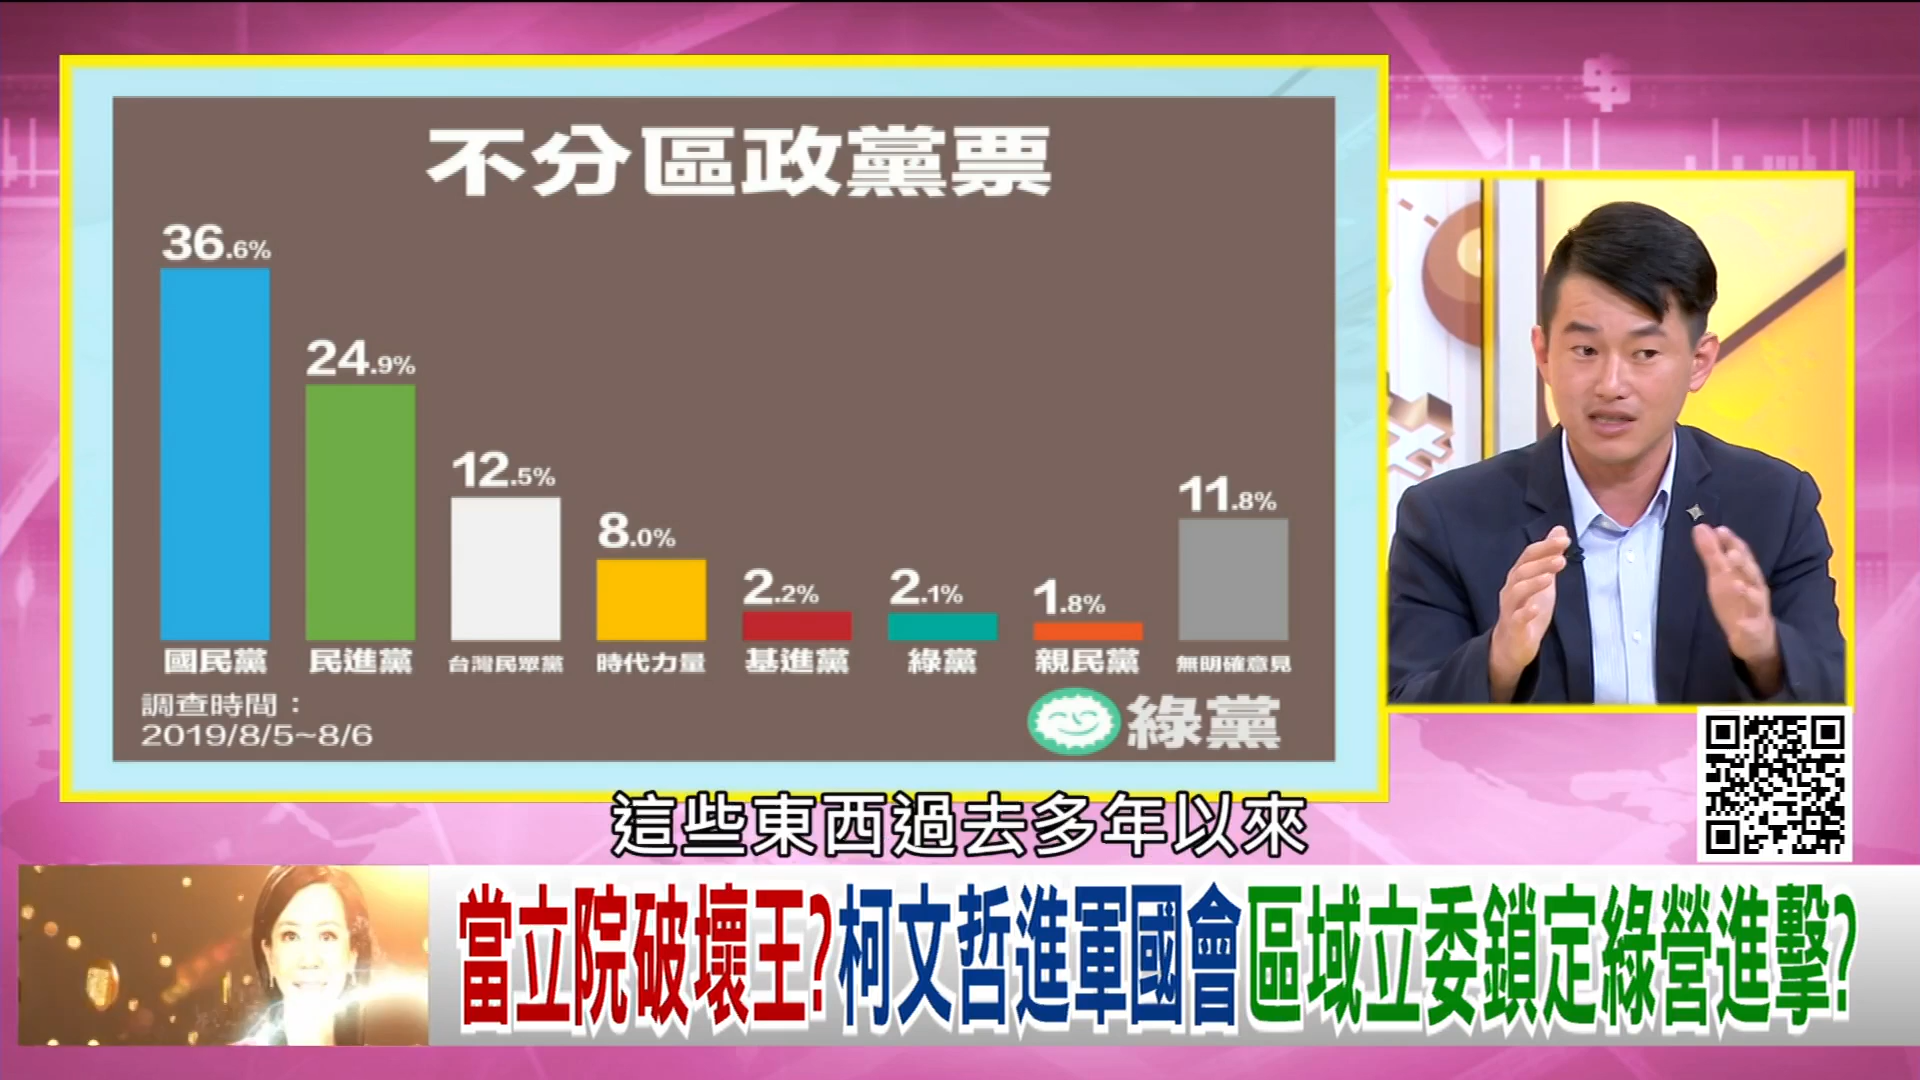 不分區政黨票
36.6%
24.9%
12.5%
8.0%
2.2%
2.1%
1.8%
11.8%
國民黨
民進黨
台灣民眾黨
時代力量
基進黨
綠黨
親民黨
無明確意見
調查時間：
2019/8/5~8/6
綠黨
這些東西過去多年以來
當立院破壞王?柯文哲進軍國會區域立委鎖定綠營進擊?